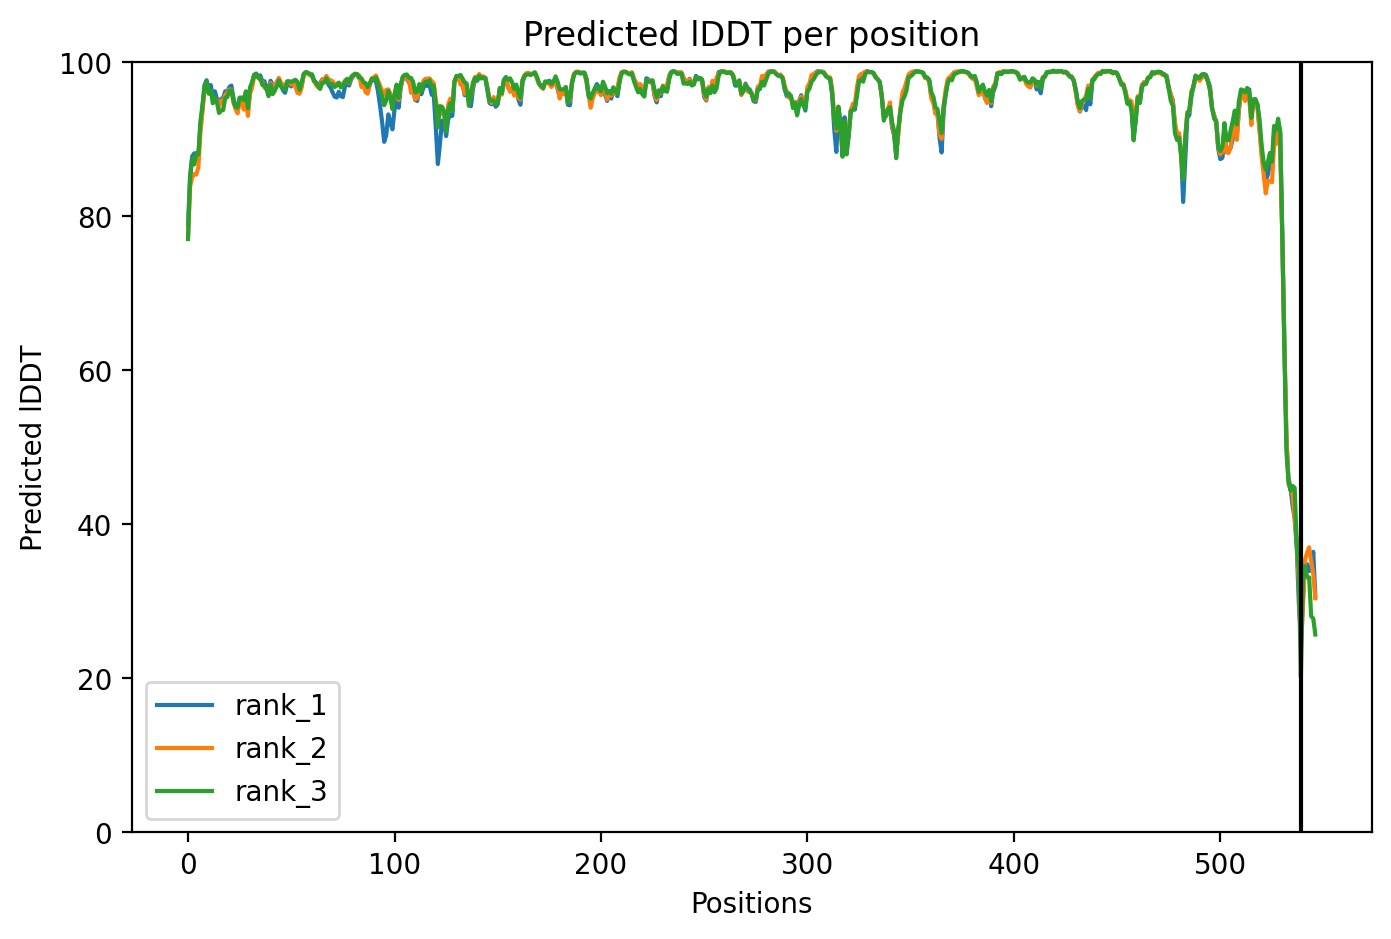 Predicted lDDT per position
100
80
60
40
20
0
Predicted lDDT
rank_1
rank_2
rank_3
0 100 200 300 400 500
Positions